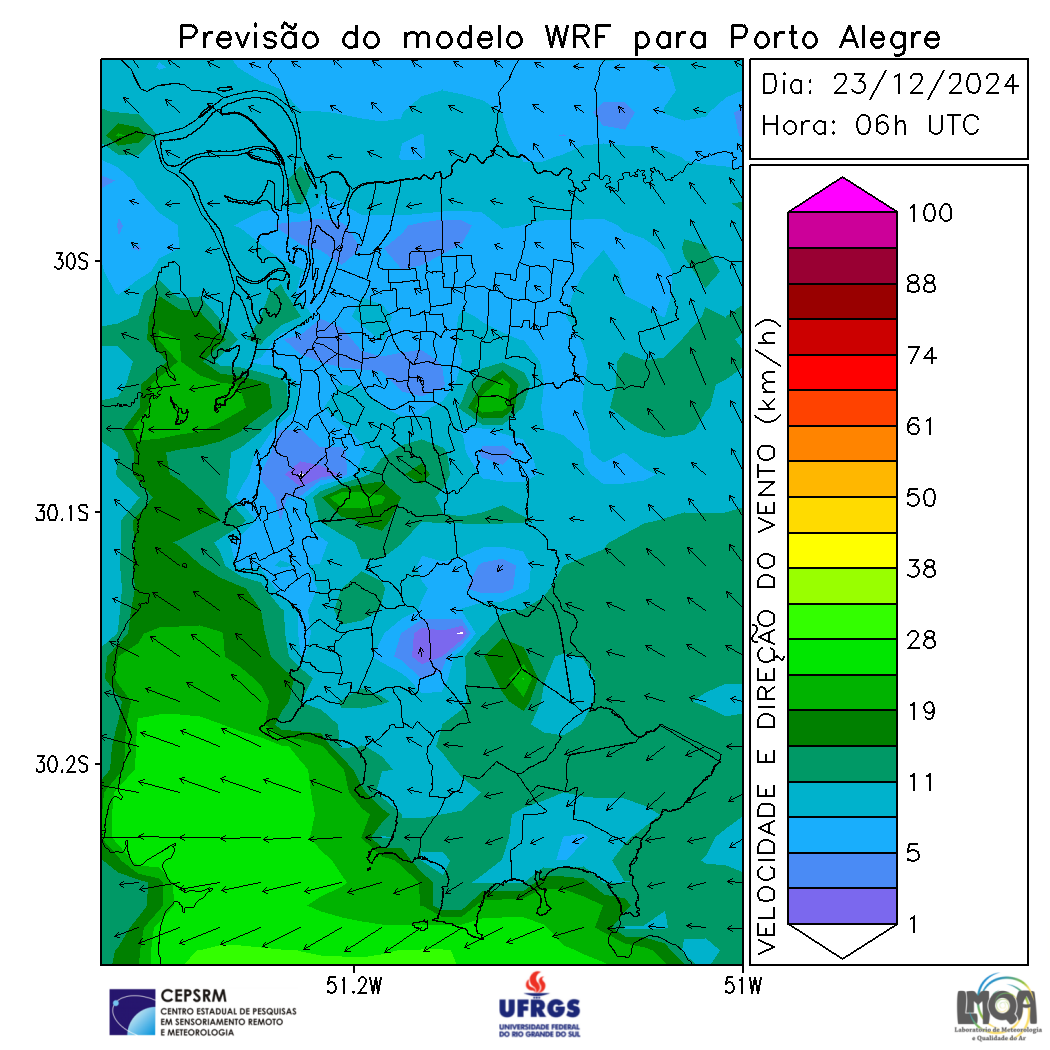 Previsão do modelo WRF para Porto Alegre
Dia: 23/12/2024
Hora: 06h UTC
30S
30.1S
30.2S
51.2W
51W
VELOCIDADE E DIREÇÃO DO VENTO (km/h)
100
88
74
61
50
38
28
19
11
5
1
CEPSRM
CENTRO ESTADUAL DE PESQUISAS
EM SENSORIAMENTO REMOTO
E METEOROLOGIA
UFRGS
UNIVERSIDADE FEDERAL
DO RIO GRANDE DO SUL
LMQA
Laboratório de Meteorologia
e Qualidade do Ar